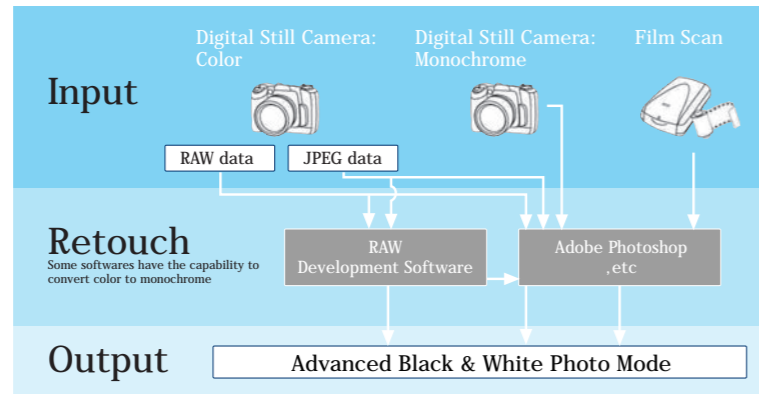 Input
Digital Still Camera:
Color
Digital Still Camera:
Monochrome
Film Scan
RAW data
JPEG data
Retouch
Some softwares have the capability to
convert color to monochrome
RAW
Development Software
Adobe Photoshop
,etc
Output
Advanced Black & White Photo Mode